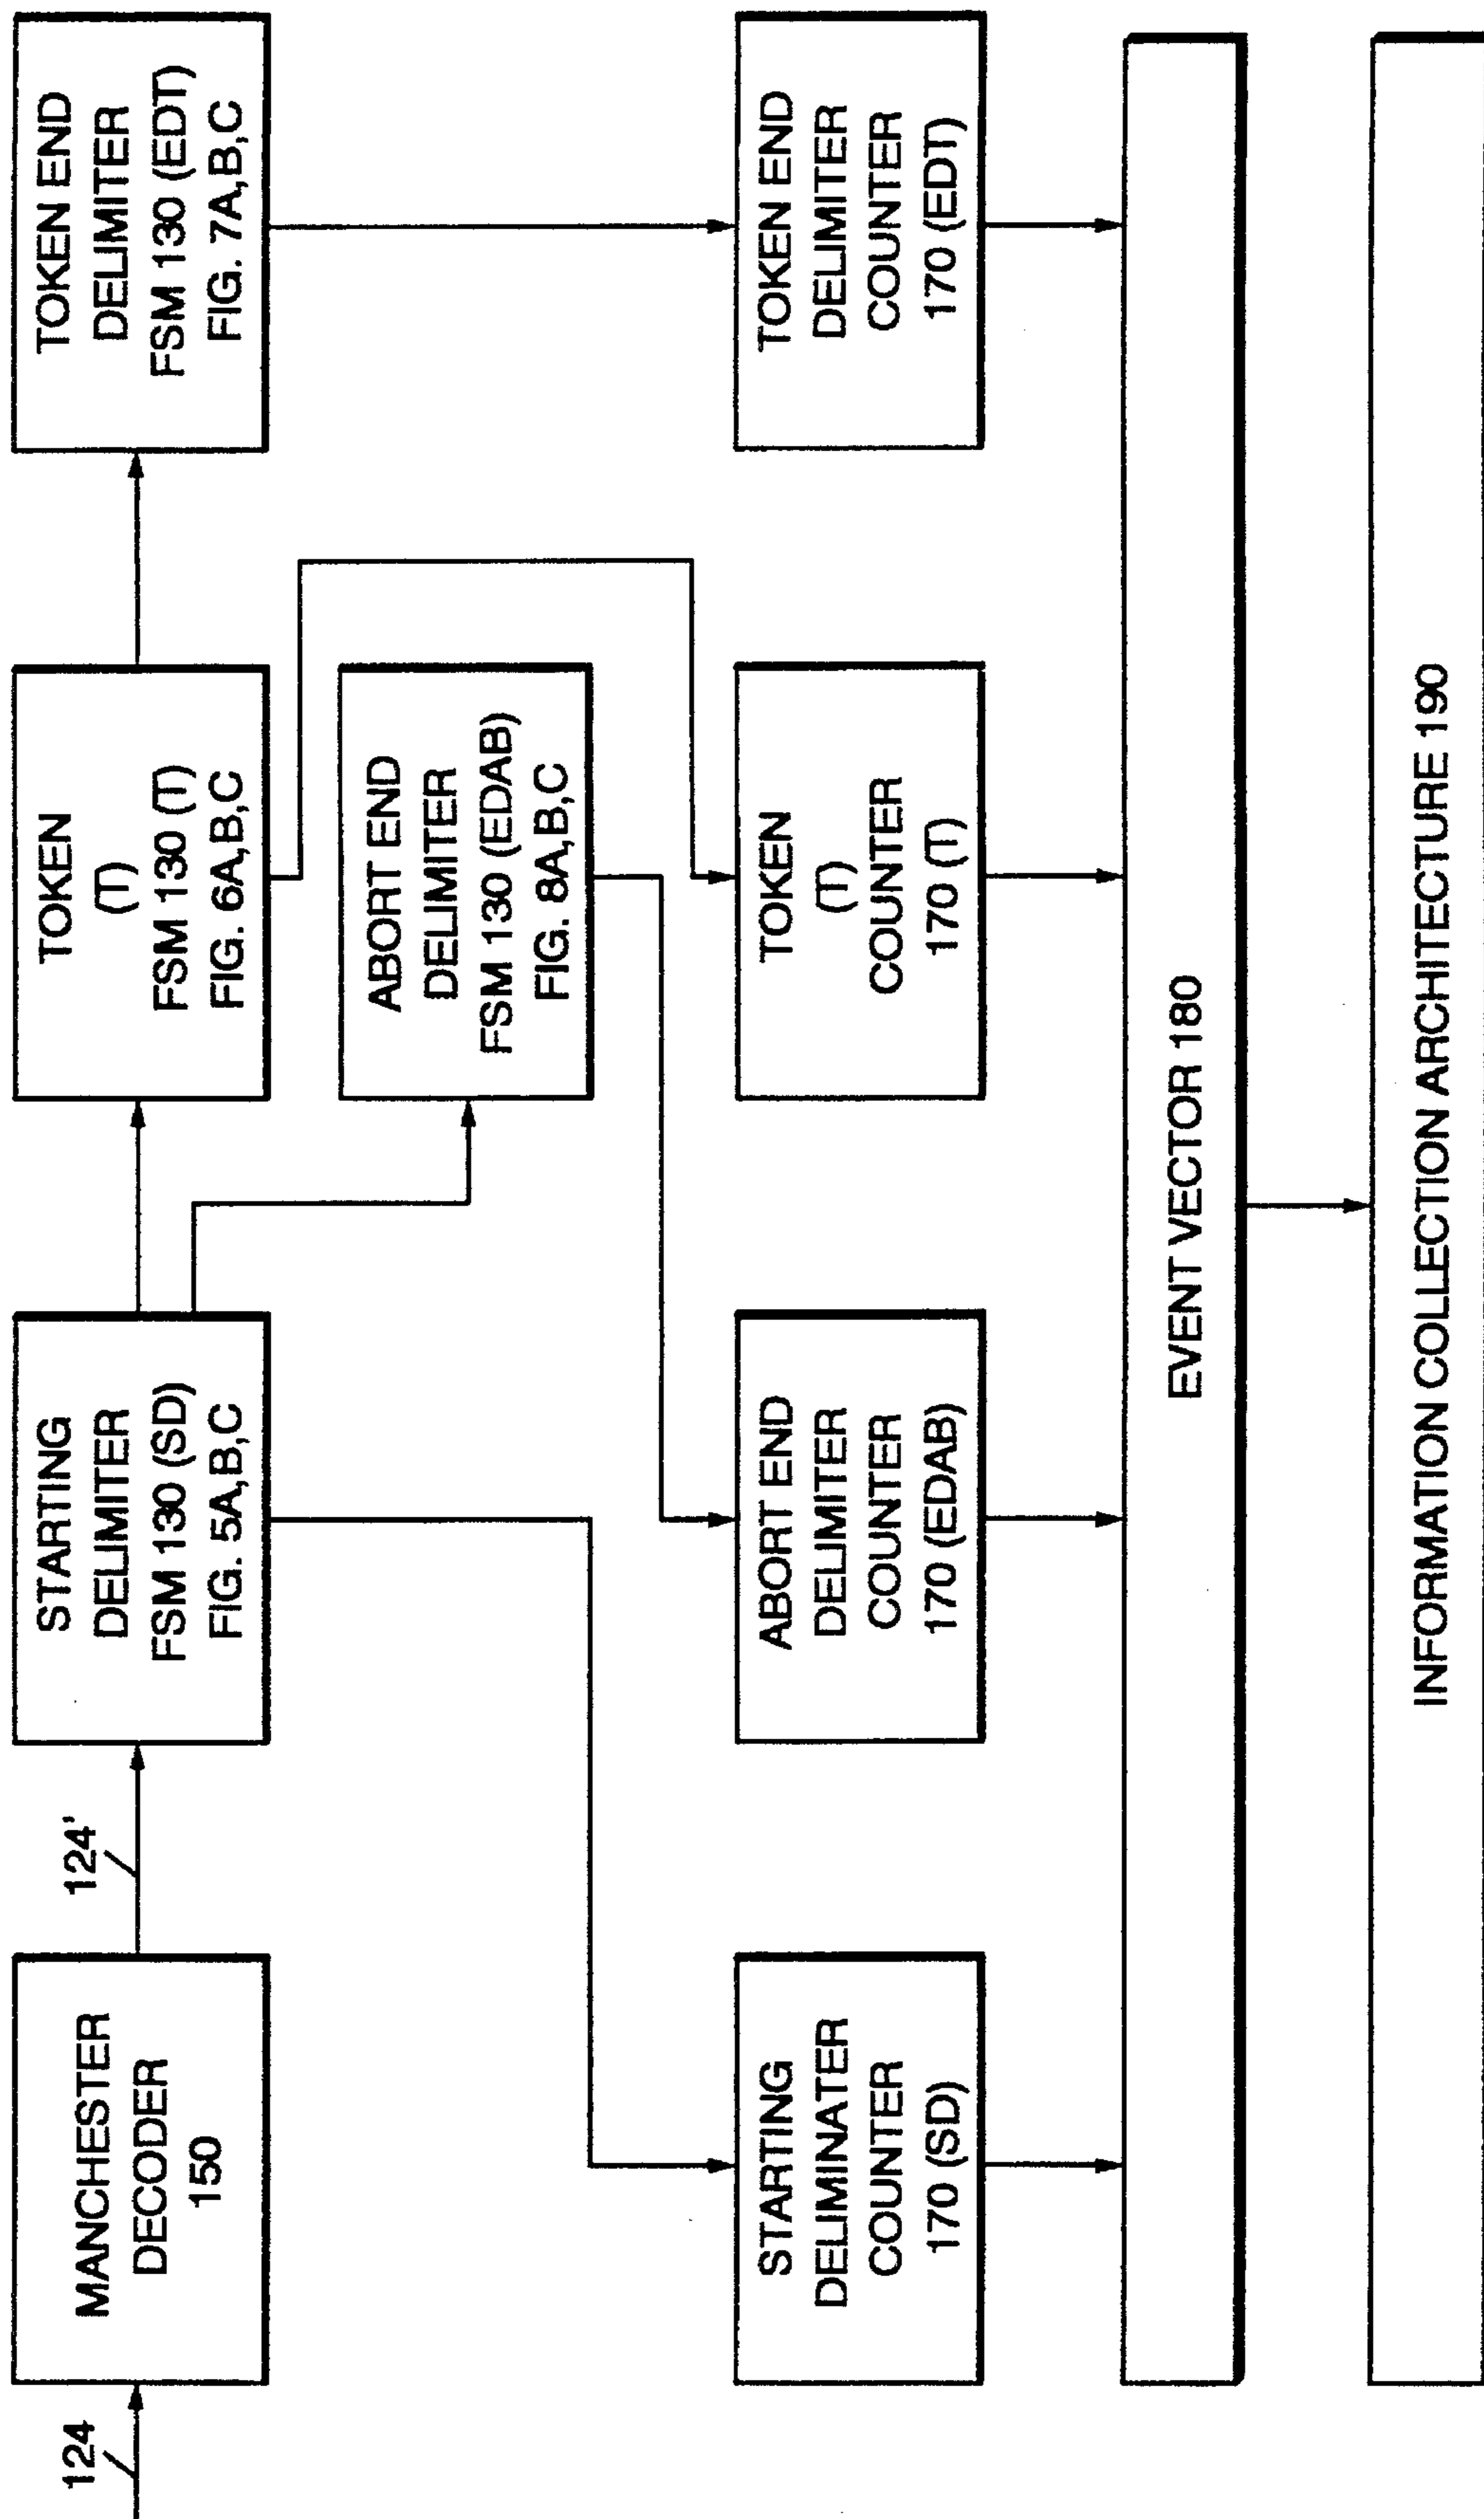 124
MANCHESTER
DECODER
150
124'
STARTING
DELIMITER
FSM 130 (SD)
FIG. 5A,B,C
TOKEN
(T)
FSM 130 (T)
FIG. 6A,B,C
TOKEN END
DELIMITER
FSM 130 (EDT)
FIG. 7A,B,C
ABORT END
DELIMITER
FSM 130 (EDAB)
FIG. 8A,B,C
STARTING
DELIMINATER
COUNTER
170 (SD)
ABORT END
DELIMITER
COUNTER
170 (EDAB)
TOKEN
(T)
COUNTER
170 (T)
TOKEN END
DELIMITER
COUNTER
170 (EDT)
EVENT VECTOR 180
INFORMATION COLLECTION ARCHITECTURE 190